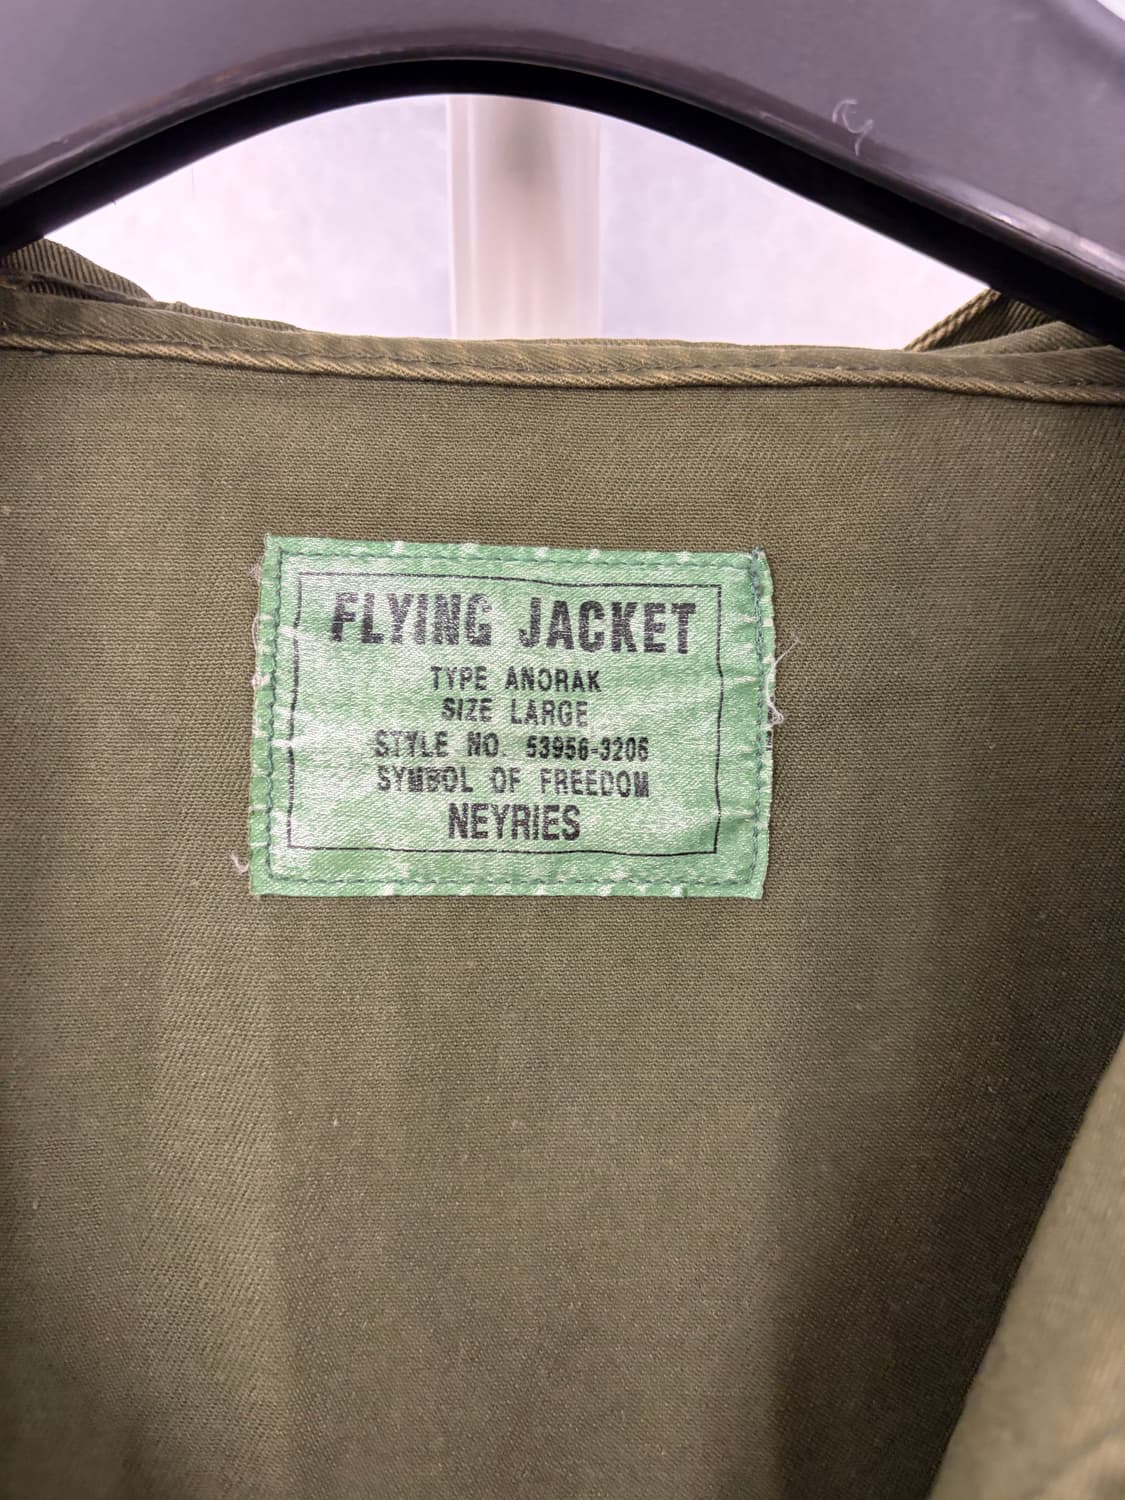 FLYING JACKET
TYPE ANORAK
SIZE LARGE
STYLE NO. 53956-3206
SYMBOL OF FREEDOM
NEYRIES